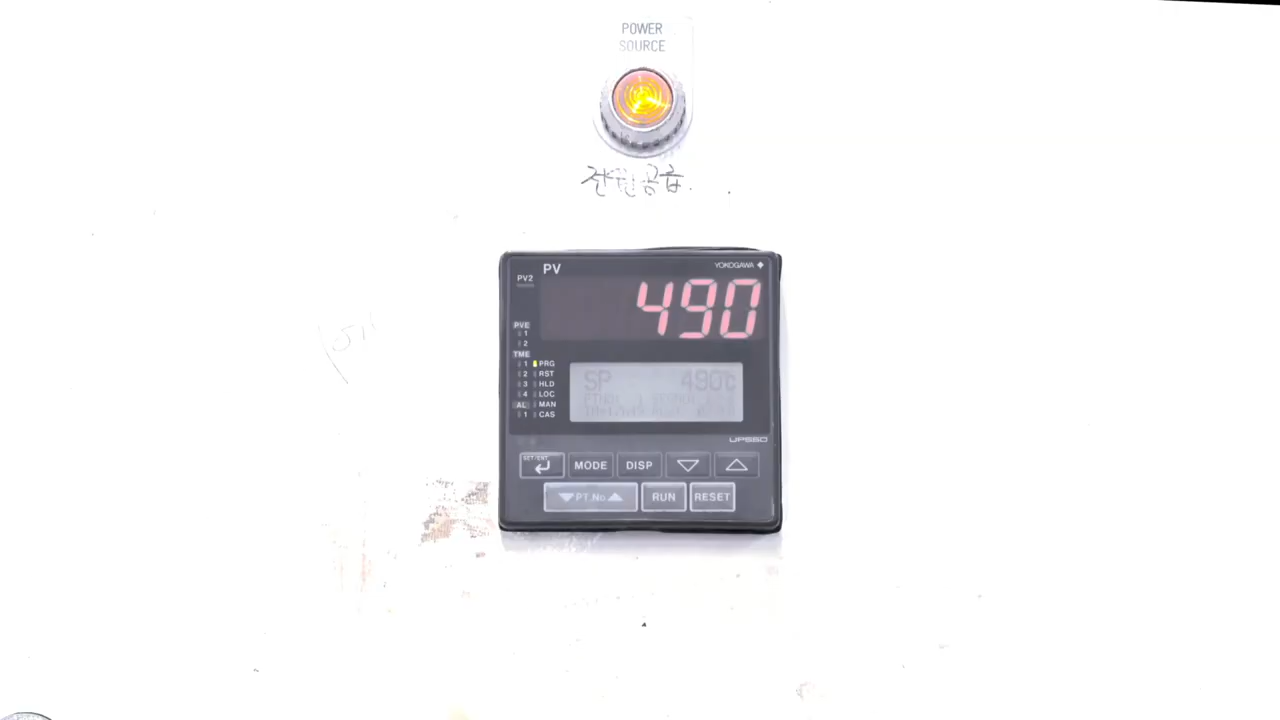 POWER
SOURCE
전원공급.
PV
YOKOGAWA
PV2
490
PVE
1
2
TME
1 PRG
2 RST
3 HLD
4 LOC
AL MAN
1 CAS
SP 490℃
UP550
SET/ENT
MODE
DISP
PT.No.
RUN
RESET